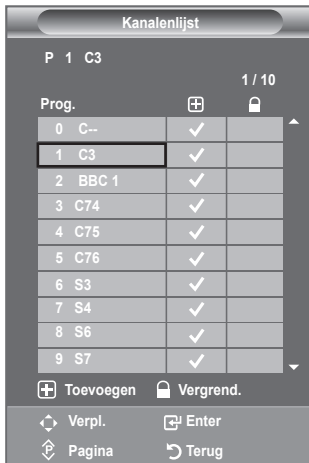 Kanalenlijst
P 1 C3
1 / 10
Prog.
0 C--
1 C3
2 BBC 1
3 C74
4 C75
5 C76
6 S3
7 S4
8 S6
9 S7
Toevoegen Vergrend.
Verpl. Enter
P Pagina Terug